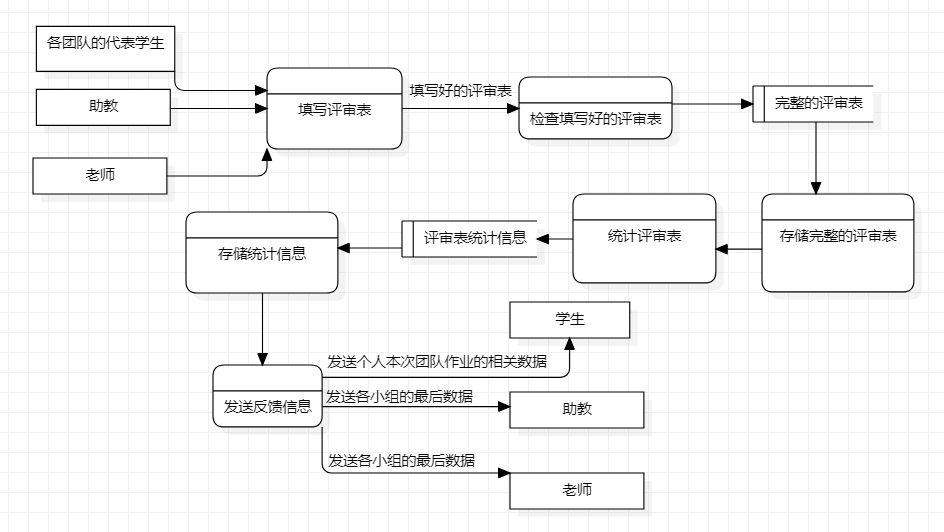 各团队的代表学生
助教
老师
填写评审表
填写好的评审表
检查填写好的评审表
完整的评审表
存储完整的评审表
统计评审表
评审表统计信息
存储统计信息
发送反馈信息
发送个人本次团队作业的相关数据
学生
发送各小组的最后数据
助教
发送各小组的最后数据
老师